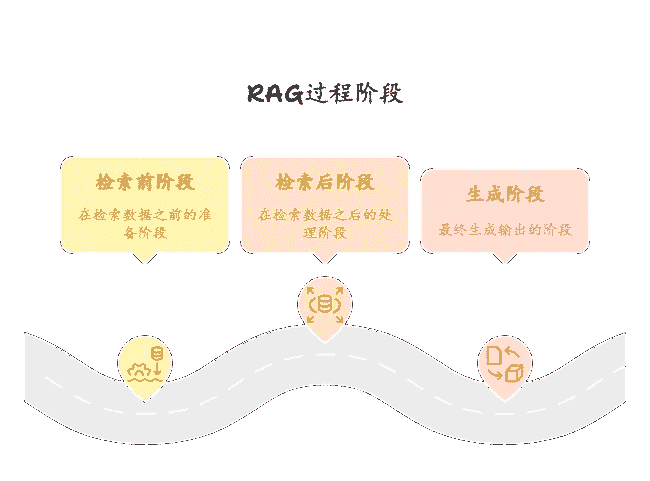 RAG过程阶段
检索前阶段
在检索数据之前的准
备阶段
检索后阶段
在检索数据之后的处
理阶段
生成阶段
最终生成输出的阶段